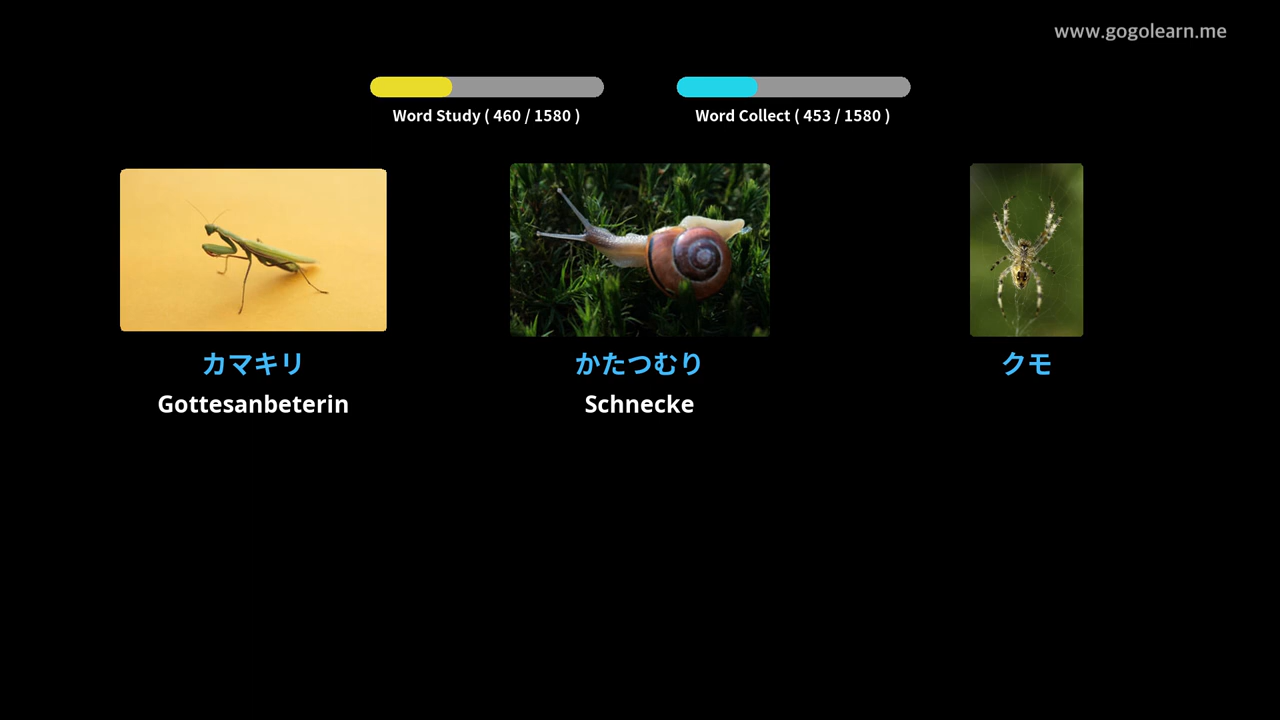 www.gogolearn.me
Word Study ( 460 / 1580 )
Word Collect ( 453 / 1580 )
カマキリ
Gottesanbeterin
かたつむり
Schnecke
クモ